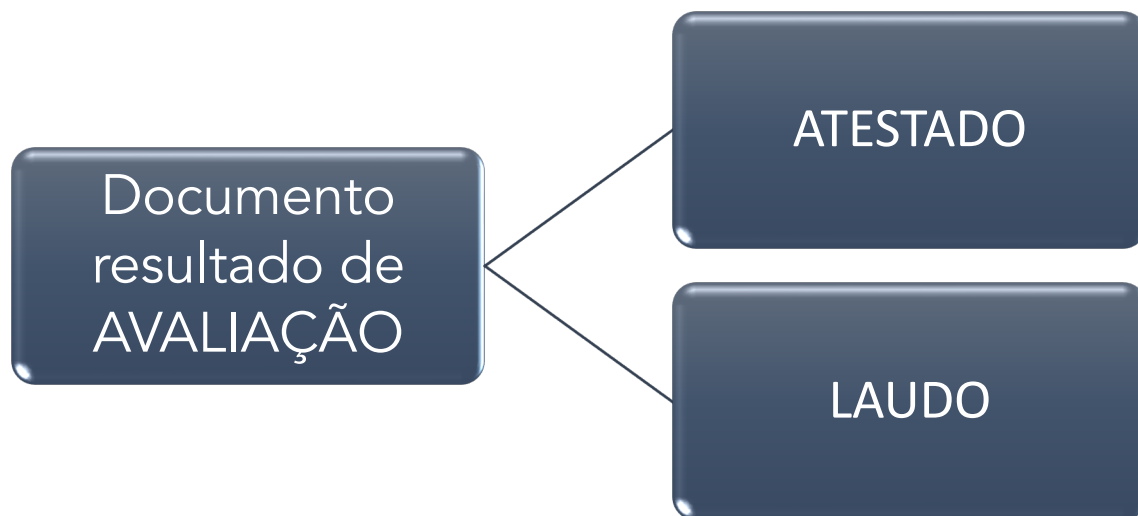 Documento
resultado de
AVALIAÇÃO
ATESTADO
LAUDO